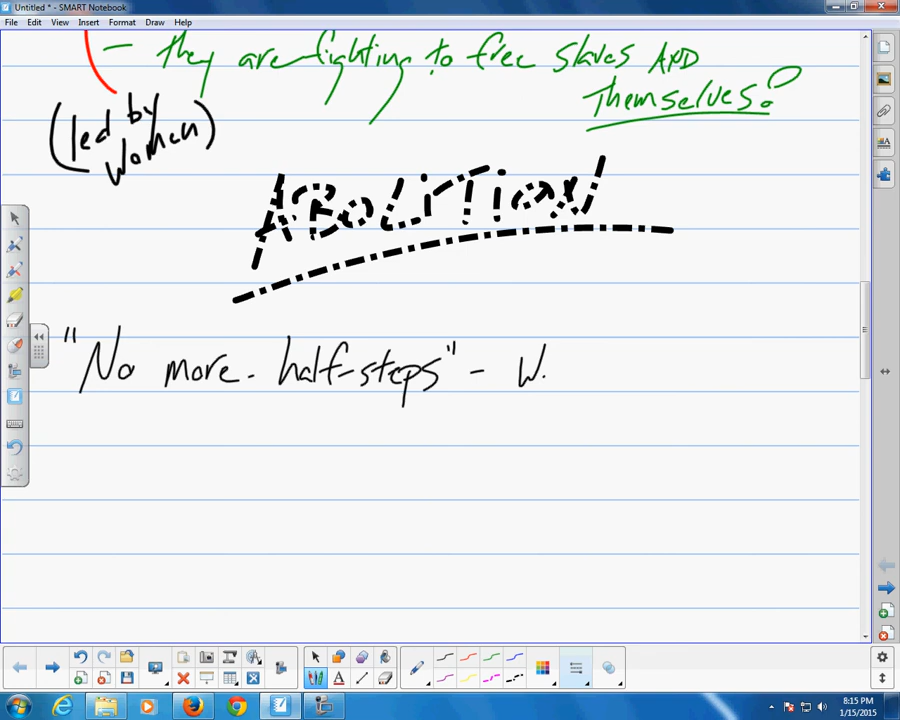 Untitled * - SMART Notebook
File Edit View Insert Format Draw Help
– they are fighting to free slaves AND
themselves?
(led by
women)
ABOLITION
"No more half-steps" - W.
A
8:15 PM
1/15/2015